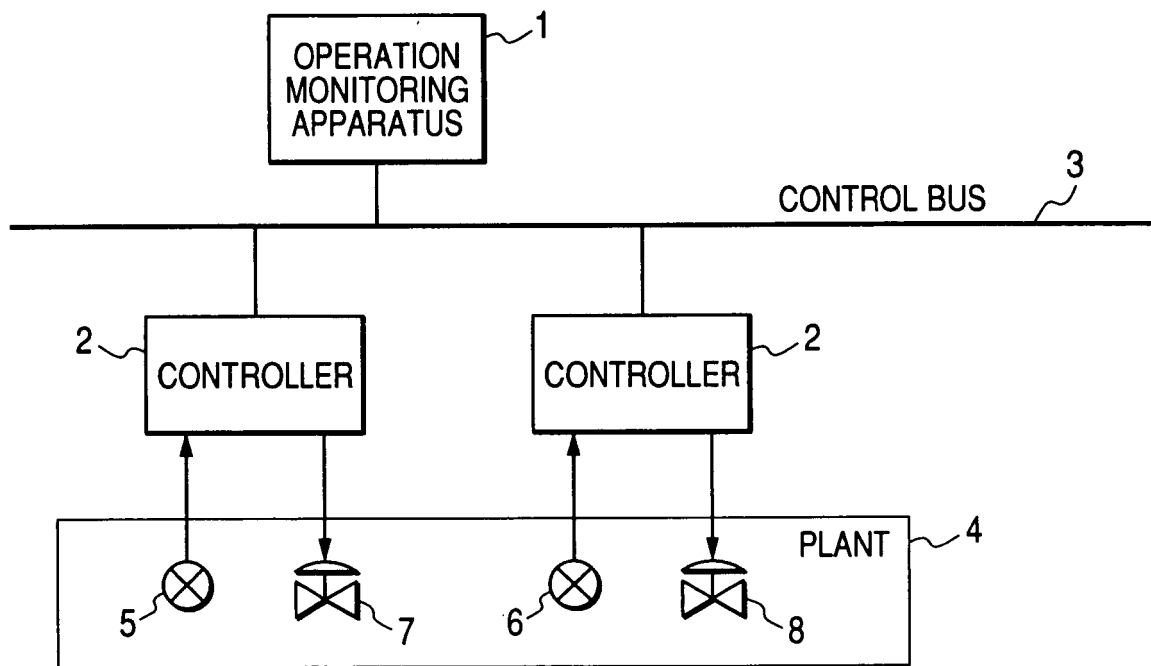 1
OPERATION
MONITORING
APPARATUS
3
CONTROL BUS
2
CONTROLLER
2
CONTROLLER
PLANT
4
5
7
6
8